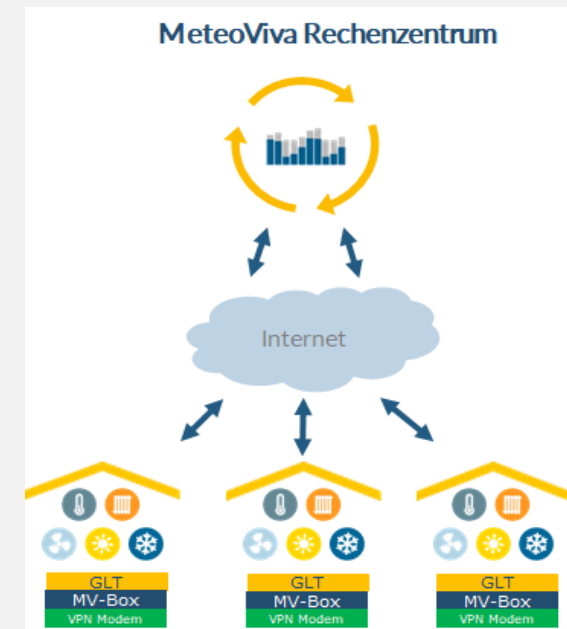 MeteoViva Rechenzentrum
Internet
GLT
MV-Box
VPN Modem
GLT
MV-Box
VPN Modem
GLT
MV-Box
VPN Modem